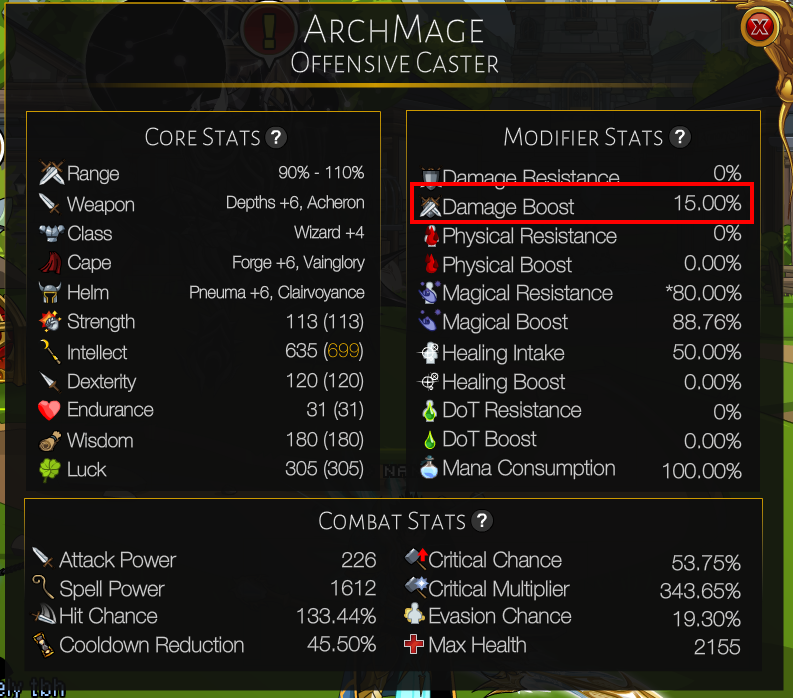 ArchMage
Offensive Caster
Core Stats ?
Range 90% - 110%
Weapon Depths +6, Acheron
Class Wizard +4
Cape Forge +6, Vainglory
Helm Pneuma +6, Clairvoyance
Strength 113 (113)
Intellect 635 (699)
Dexterity 120 (120)
Endurance 31 (31)
Wisdom 180 (180)
Luck 305 (305)
Modifier Stats ?
Damage Resistance 0%
Damage Boost 15.00%
Physical Resistance 0%
Physical Boost 0.00%
Magical Resistance *80.00%
Magical Boost 88.76%
Healing Intake 50.00%
Healing Boost 0.00%
DoT Resistance 0%
DoT Boost 0.00%
Mana Consumption 100.00%
Combat Stats ?
Attack Power 226
Spell Power 1612
Hit Chance 133.44%
Cooldown Reduction 45.50%
Critical Chance 53.75%
Critical Multiplier 343.65%
Evasion Chance 19.30%
Max Health 2155
tbh